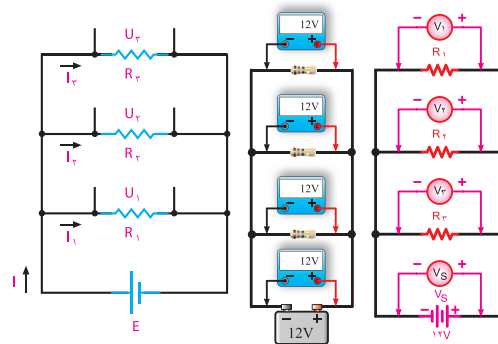 U۳
R۳
I۳
U۲
R۲
I۲
U۱
R۱
I۱
I
E
12V
− +
12V
− +
12V
− +
12V
− +
− +
12V
− V۱ +
R۱
− V۲ +
R۲
− V۳ +
R۳
− VS +
VS
− +
۱۲V